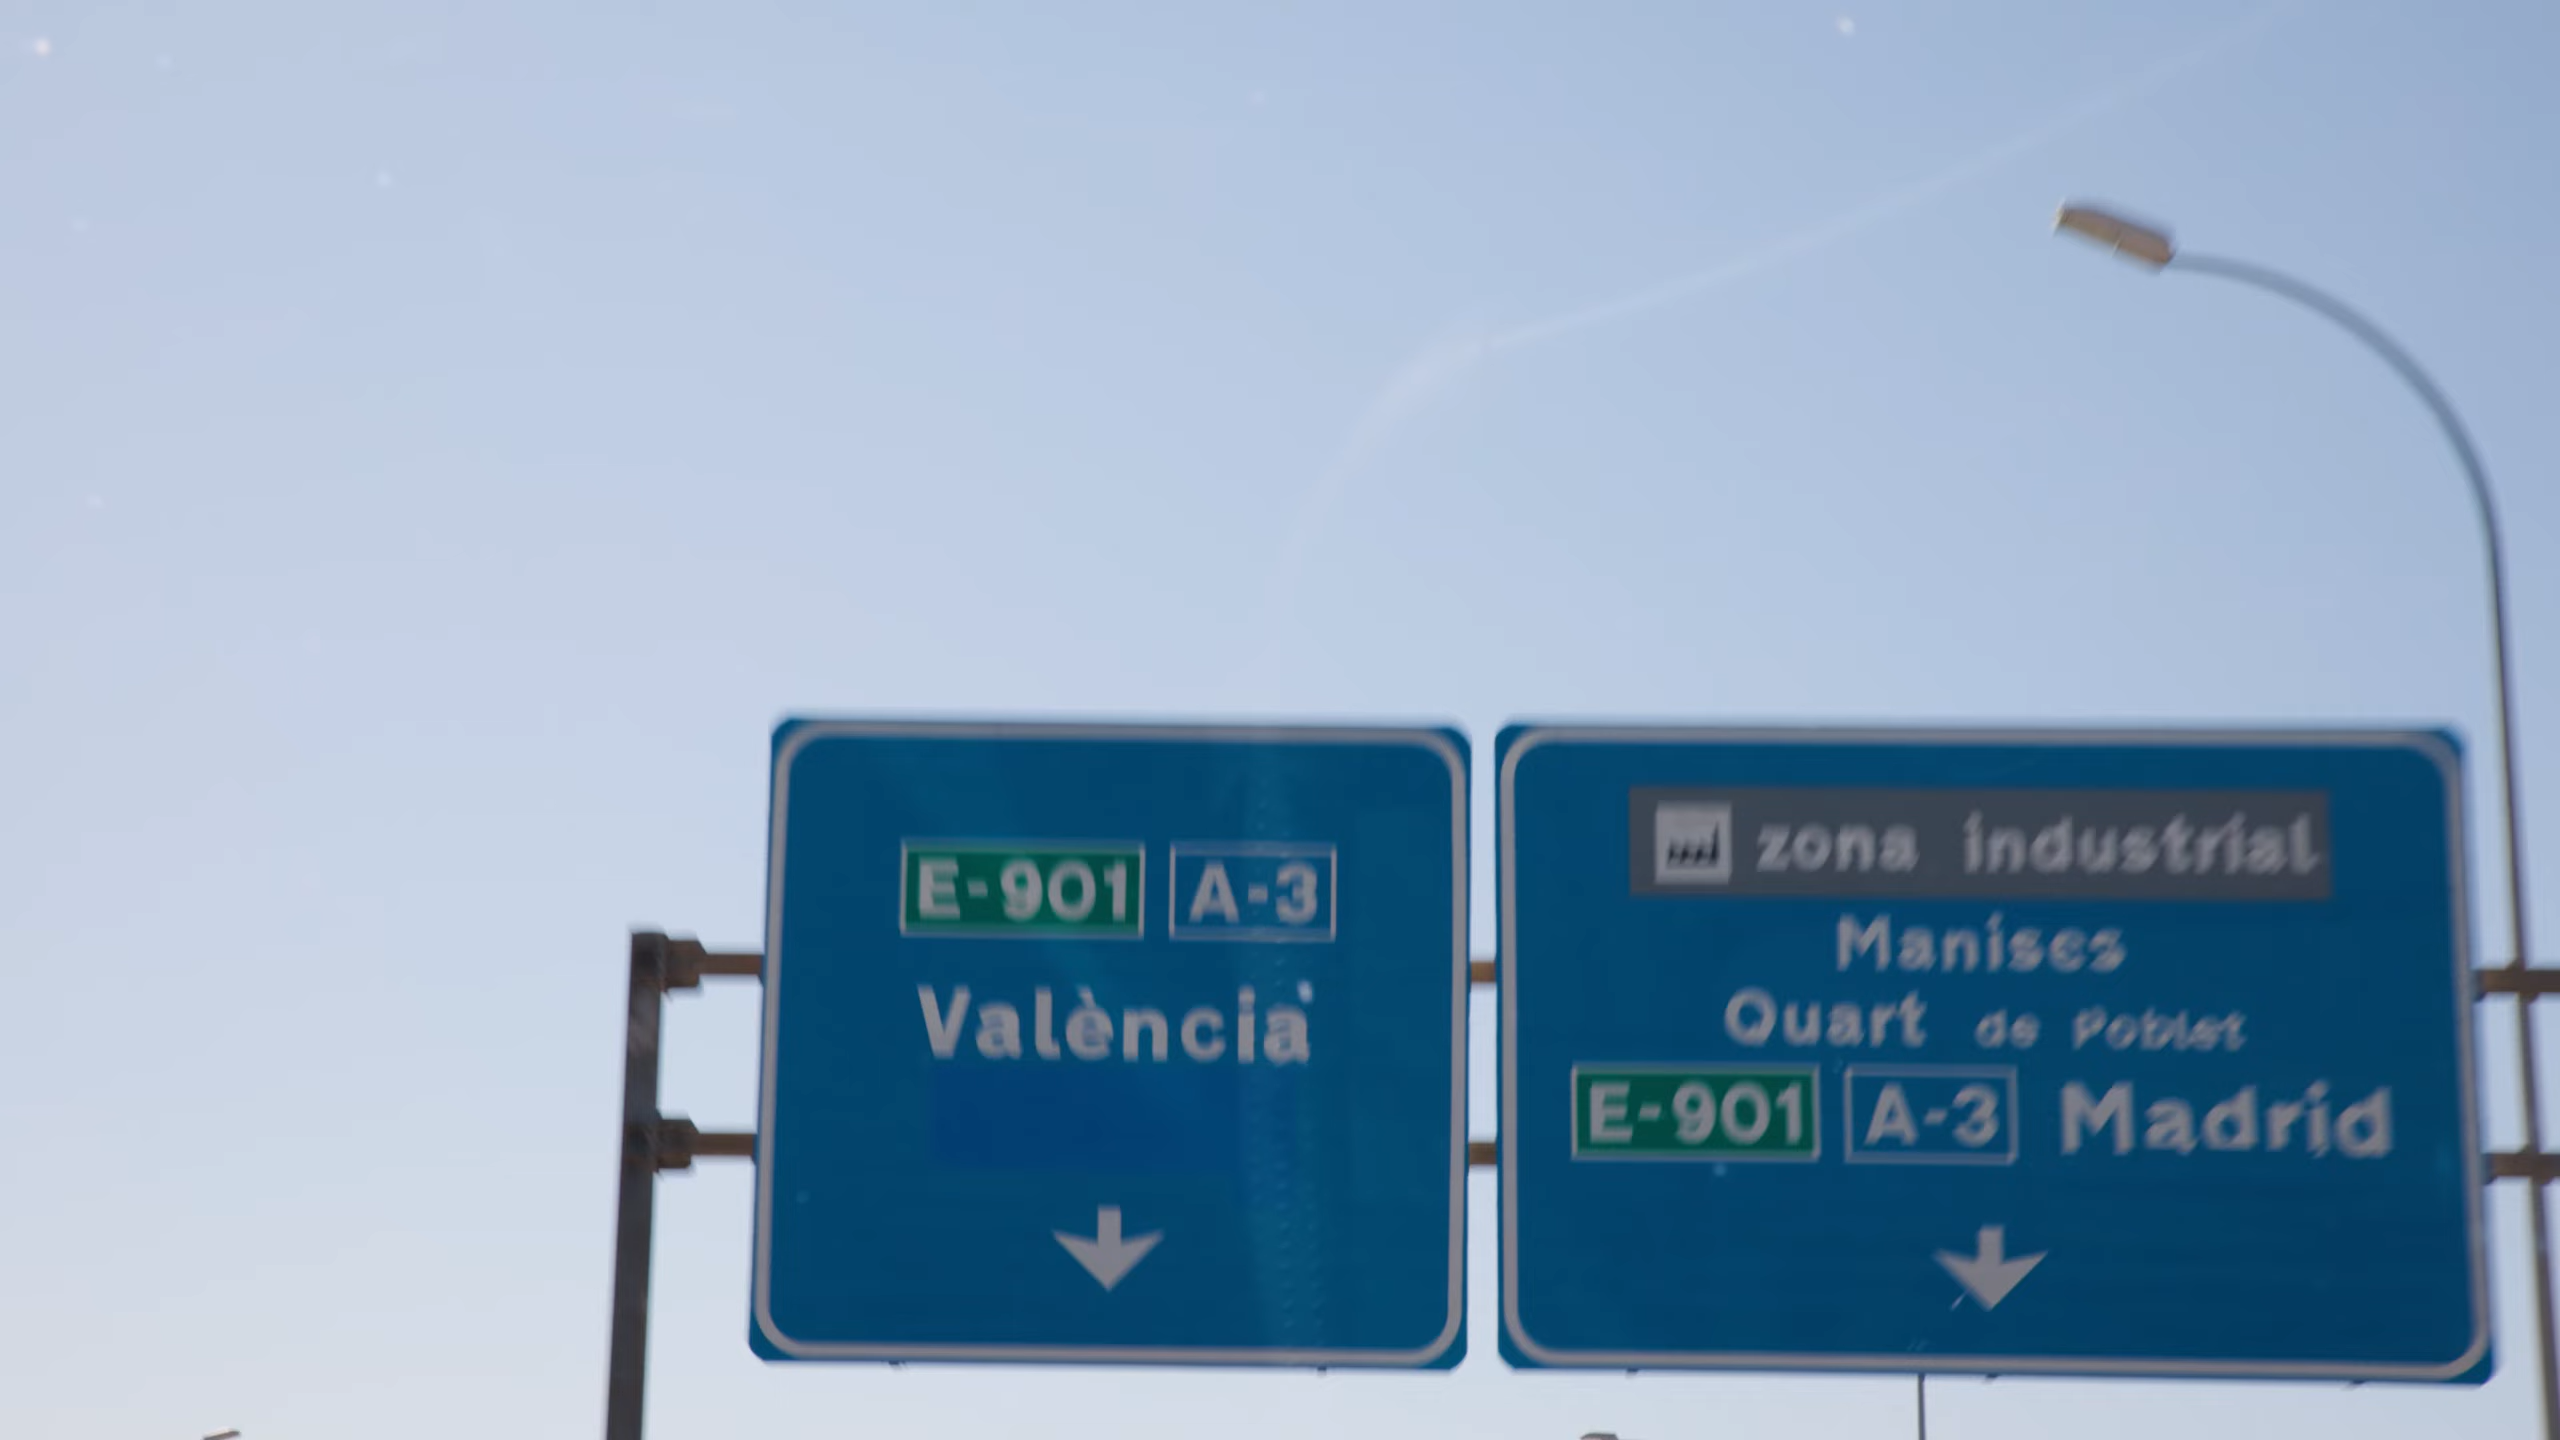 E-901 A-3
València
zona industrial
Manises
Quart de Poblet
E-901 A-3 Madrid